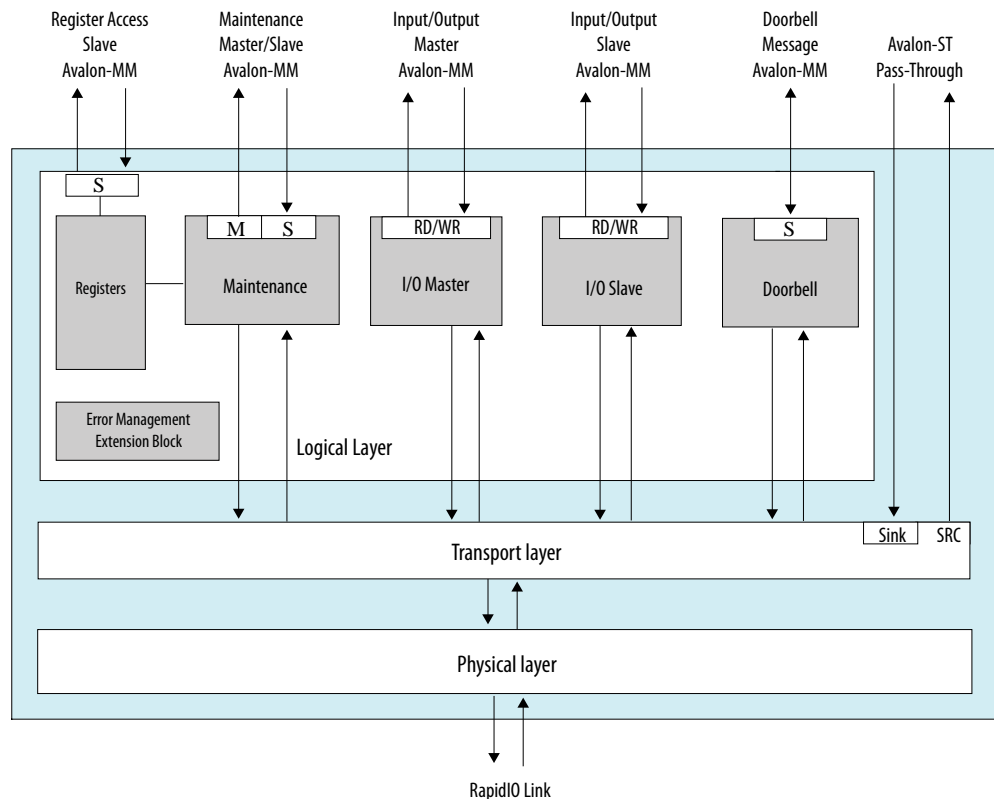 Register Access
Slave
Avalon-MM
Maintenance
Master/Slave
Avalon-MM
Input/Output
Master
Avalon-MM
Input/Output
Slave
Avalon-MM
Doorbell
Message
Avalon-MM
Avalon-ST
Pass-Through
S
M
S
RD/WR
RD/WR
S
Registers
Maintenance
I/O Master
I/O Slave
Doorbell
Error Management
Extension Block
Logical Layer
Sink
SRC
Transport layer
Physical layer
RapidIO Link